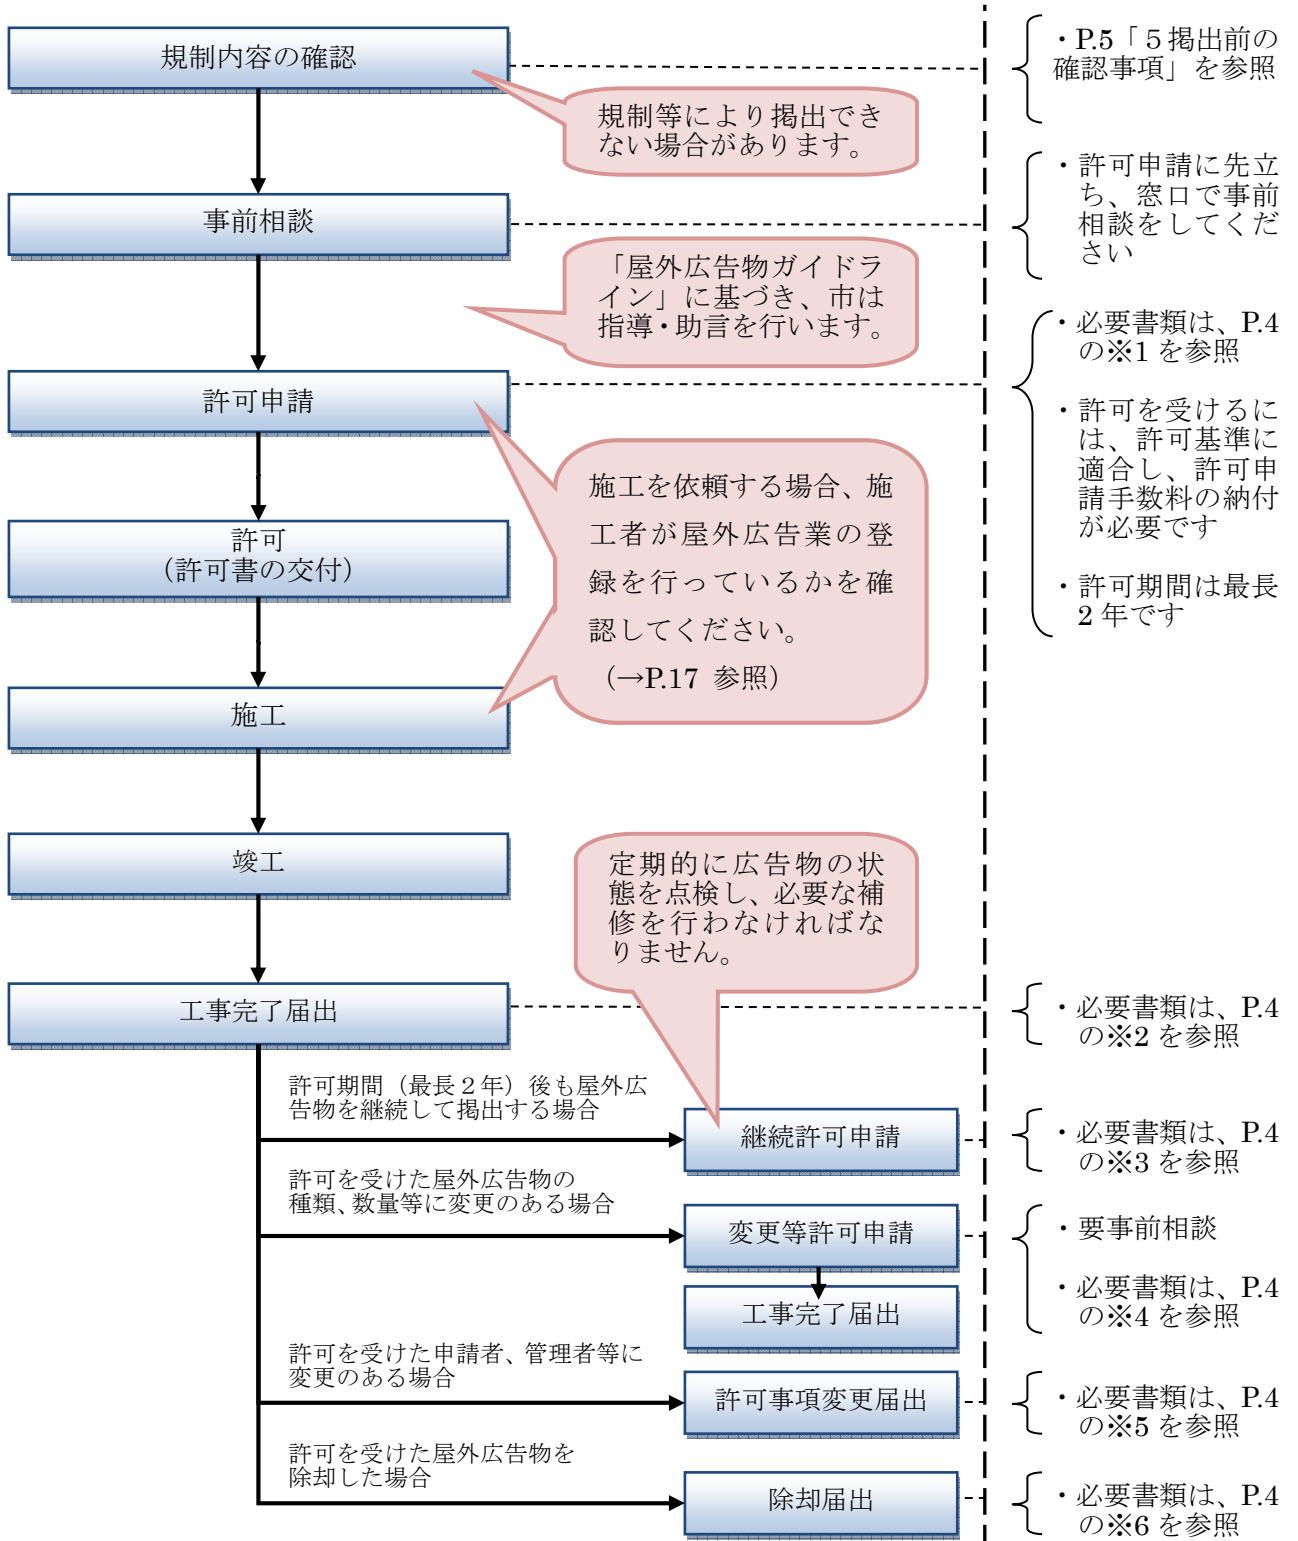 規制内容の確認
・P.5「５掲出前の
確認事項」を参照
規制等により掲出でき
ない場合があります。
事前相談
・許可申請に先立
ち、窓口で事前
相談をしてくだ
さい
「屋外広告物ガイドラ
イン」に基づき、市は
指導・助言を行います。
許可申請
・必要書類は、P.4
の※1 を参照
・許可を受けるに
は、許可基準に
適合し、許可申
請手数料の納付
が必要です
・許可期間は最長
2 年です
施工を依頼する場合、施
工者が屋外広告業の登
録を行っているかを確
認してください。
（→P.17 参照）
許可
（許可書の交付）
施工
竣工
定期的に広告物の状
態を点検し、必要な補
修を行わなければな
りません。
工事完了届出
・必要書類は、P.4
の※2 を参照
許可期間（最長２年）後も屋外広
告物を継続して掲出する場合
継続許可申請
・必要書類は、P.4
の※3 を参照
許可を受けた屋外広告物の
種類、数量等に変更のある場合
変更等許可申請
・要事前相談
・必要書類は、P.4
の※4 を参照
工事完了届出
許可を受けた申請者、管理者等に
変更のある場合
許可事項変更届出
・必要書類は、P.4
の※5 を参照
許可を受けた屋外広告物を
除却した場合
除却届出
・必要書類は、P.4
の※6 を参照